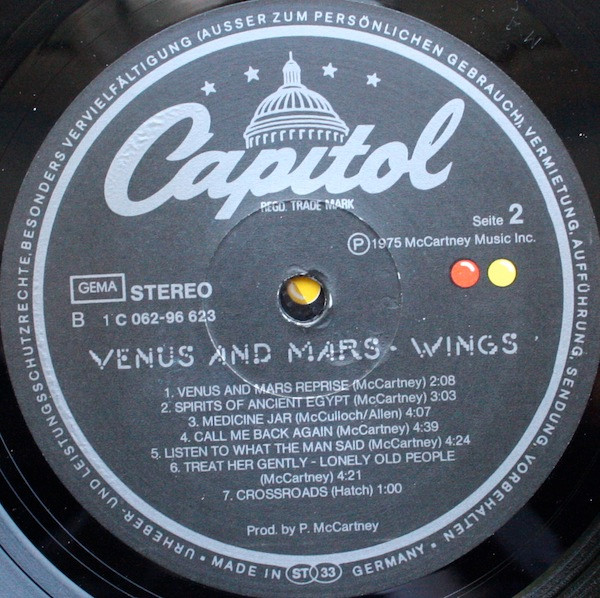 URHEBER- UND LEISTUNGSSCHUTZRECHTE, BESONDERS VERVIELFÄLTIGUNG (AUSSER ZUM PERSÖNLICHEN GEBRAUCH), VERMIETUNG, AUFFÜHRUNG, SENDUNG, VORBEHALTEN •
Capitol
REGD. TRADE MARK
Seite 2
Ⓟ 1975 McCartney Music Inc.
GEMA STEREO
B 1 C 062-96 623
VENUS AND MARS · WINGS
1. VENUS AND MARS REPRISE (McCartney) 2:08
2. SPIRITS OF ANCIENT EGYPT (McCartney) 3:03
3. MEDICINE JAR (McCulloch/Allen) 4:07
4. CALL ME BACK AGAIN (McCartney) 4:39
5. LISTEN TO WHAT THE MAN SAID (McCartney) 4:24
6. TREAT HER GENTLY - LONELY OLD PEOPLE
(McCartney) 4:21
7. CROSSROADS (Hatch) 1:00
Prod. by P. McCartney
• MADE IN ST 33 GERMANY •